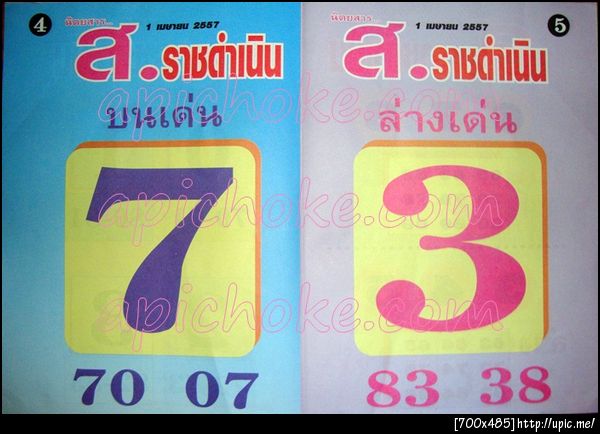 4
นิตยสาร...
1 เมษายน 2557
ส. ราชดำเนิน
บนเด่น
7
70 07
นิตยสาร...
1 เมษายน 2557
5
ส. ราชดำเนิน
ล่างเด่น
3
83 38
apichoke.com
apichoke.com
apichoke.com
[700x485]http://upic.me/